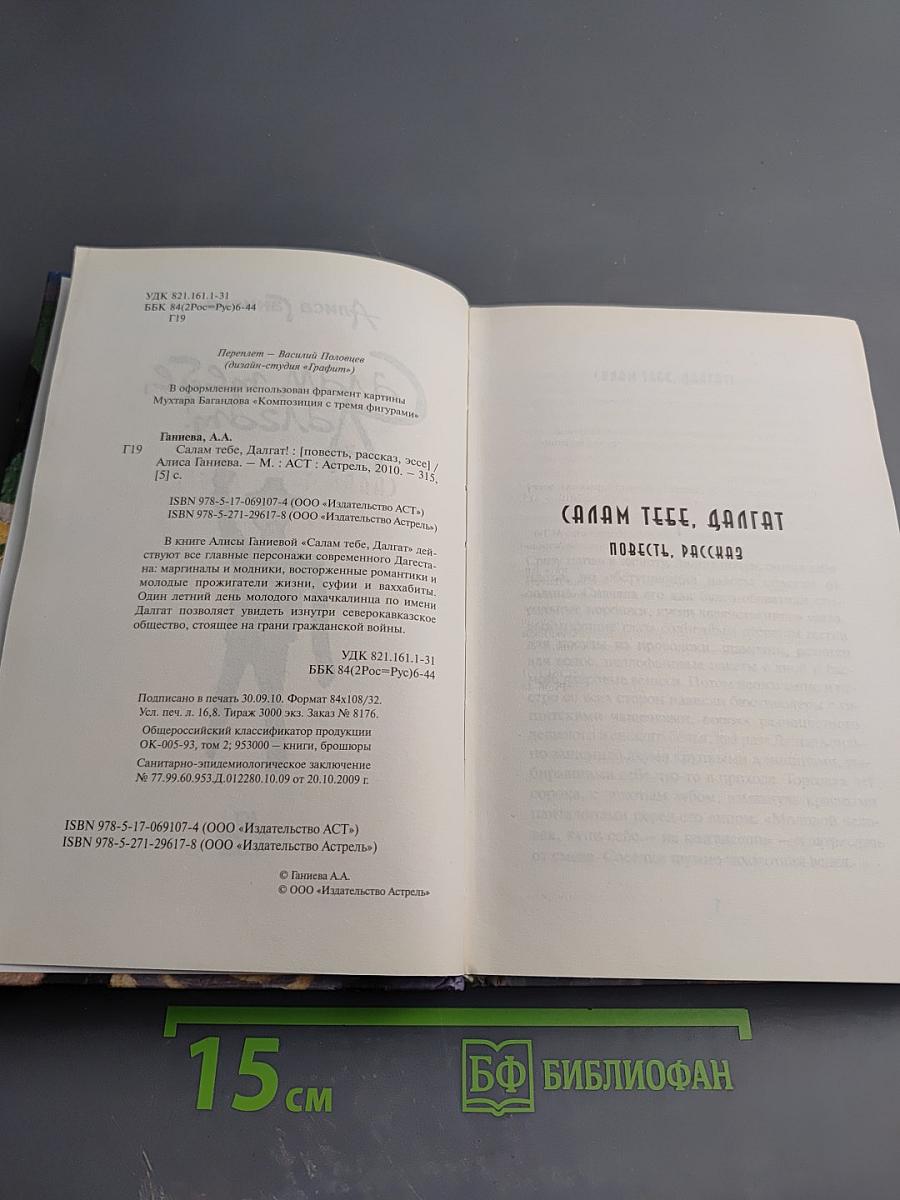 УДК 821.161.1-31
ББК 84(2Рос=Рус)6-44
Г19
Переплет — Василий Половцев
(дизайн-студия «Графит»)
В оформлении использован фрагмент картины
Мухтара Багандова «Композиция с тремя фигурами»
Ганиева, А.А.
Г19 Салам тебе, Далгат! : [повесть, рассказ, эссе] /
Алиса Ганиева. — М. : АСТ : Астрель, 2010. — 315,
[5] с.
ISBN 978-5-17-069107-4 (ООО «Издательство АСТ»)
ISBN 978-5-271-29617-8 (ООО «Издательство Астрель»)
В книге Алисы Ганиевой «Салам тебе, Далгат» дей-
ствуют все главные персонажи современного Дагеста-
на: маргиналы и модники, восторженные романтики и
молодые прожигатели жизни, суфии и ваххабиты.
Один летний день молодого махачкалинца по имени
Далгат позволяет увидеть изнутри северокавказское
общество, стоящее на грани гражданской войны.
УДК 821.161.1-31
ББК 84(2Рос=Рус)6-44
Подписано в печать 30.09.10. Формат 84х108/32.
Усл. печ. л. 16,8. Тираж 3000 экз. Заказ № 8176.
Общероссийский классификатор продукции
ОК-005-93, том 2; 953000 — книги, брошюры
Санитарно-эпидемиологическое заключение
№ 77.99.60.953.Д.012280.10.09 от 20.10.2009 г.
ISBN 978-5-17-069107-4 (ООО «Издательство АСТ»)
ISBN 978-5-271-29617-8 (ООО «Издательство Астрель»)
© Ганиева А.А.
© ООО «Издательство Астрель»
САЛАМ ТЕБЕ, ДАЛГАТ
ПОВЕСТЬ, РАССКАЗ
15 см
БФ БИБЛИОФАН